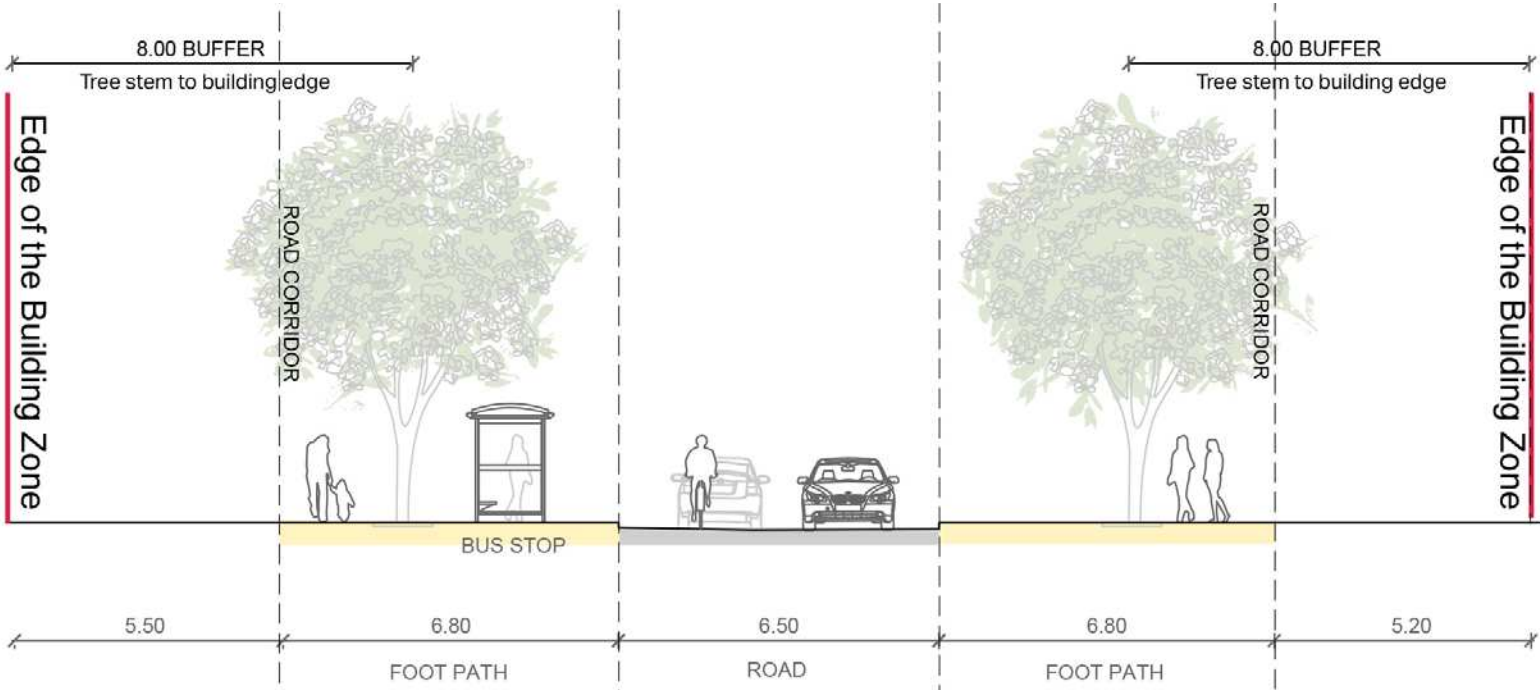 8.00 BUFFER
Tree stem to building edge
8.00 BUFFER
Tree stem to building edge
Edge of the Building Zone
ROAD CORRIDOR
ROAD CORRIDOR
Edge of the Building Zone
BUS STOP
5.50
6.80
6.50
6.80
5.20
FOOT PATH
ROAD
FOOT PATH